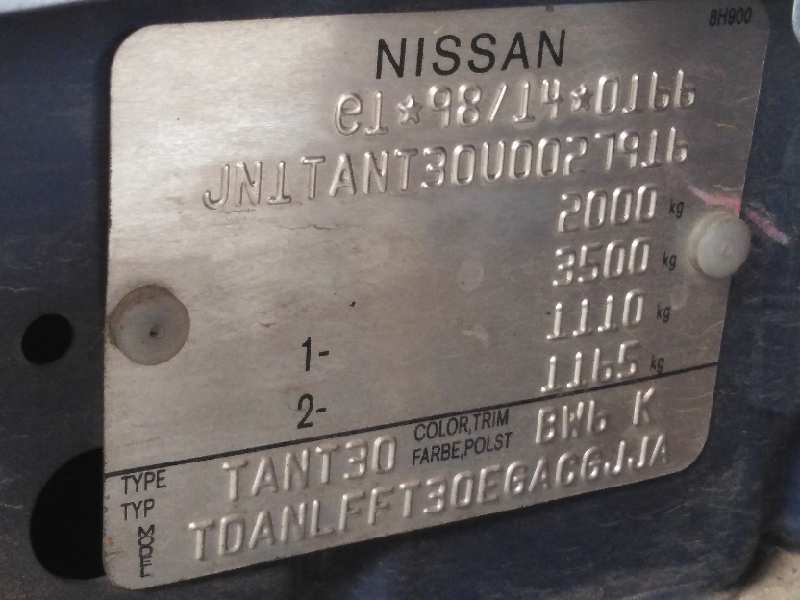 8H900
NISSAN
e1*98/14*0166
JN1TANT30U0027916
2000 kg
3500 kg
1- 1110 kg
2- 1165 kg
TYPE TYP TANT30 COLOR,TRIM FARBE,POLST BW6 K
MODEL TDANLFFT30EGACGJJA